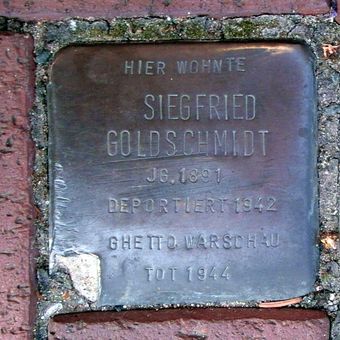 HIER WOHNTE
SIEGFRIED
GOLDSCHMIDT
JG. 1891
DEPORTIERT 1942
GHETTO WARSCHAU
TOT 1944